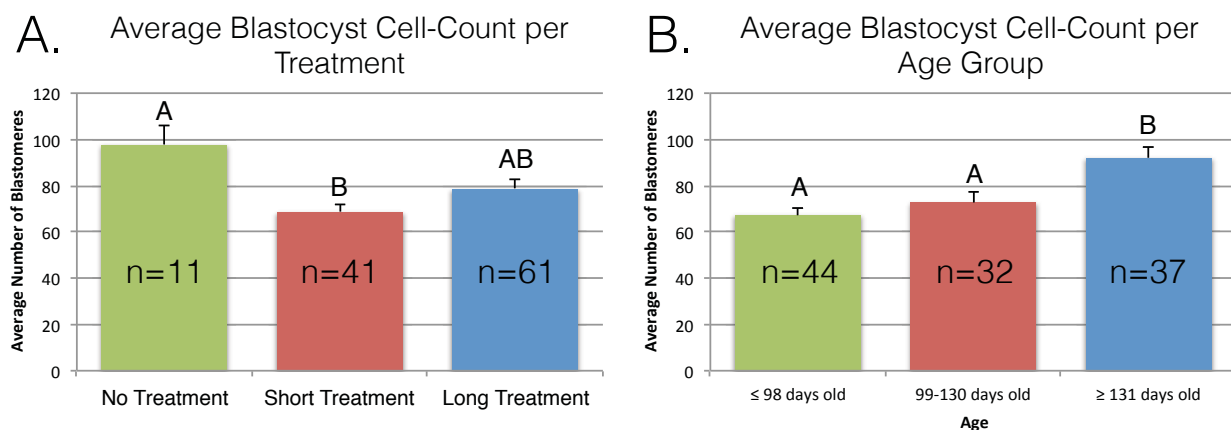 A.
Average Blastocyst Cell-Count per
Treatment
Average Number of Blastomeres
120
100
80
60
40
20
0
A
B
AB
n=11
n=41
n=61
No Treatment
Short Treatment
Long Treatment
B.
Average Blastocyst Cell-Count per
Age Group
Average Number of Blastomeres
120
100
80
60
40
20
0
A
A
B
n=44
n=32
n=37
≤ 98 days old
99-130 days old
≥ 131 days old
Age